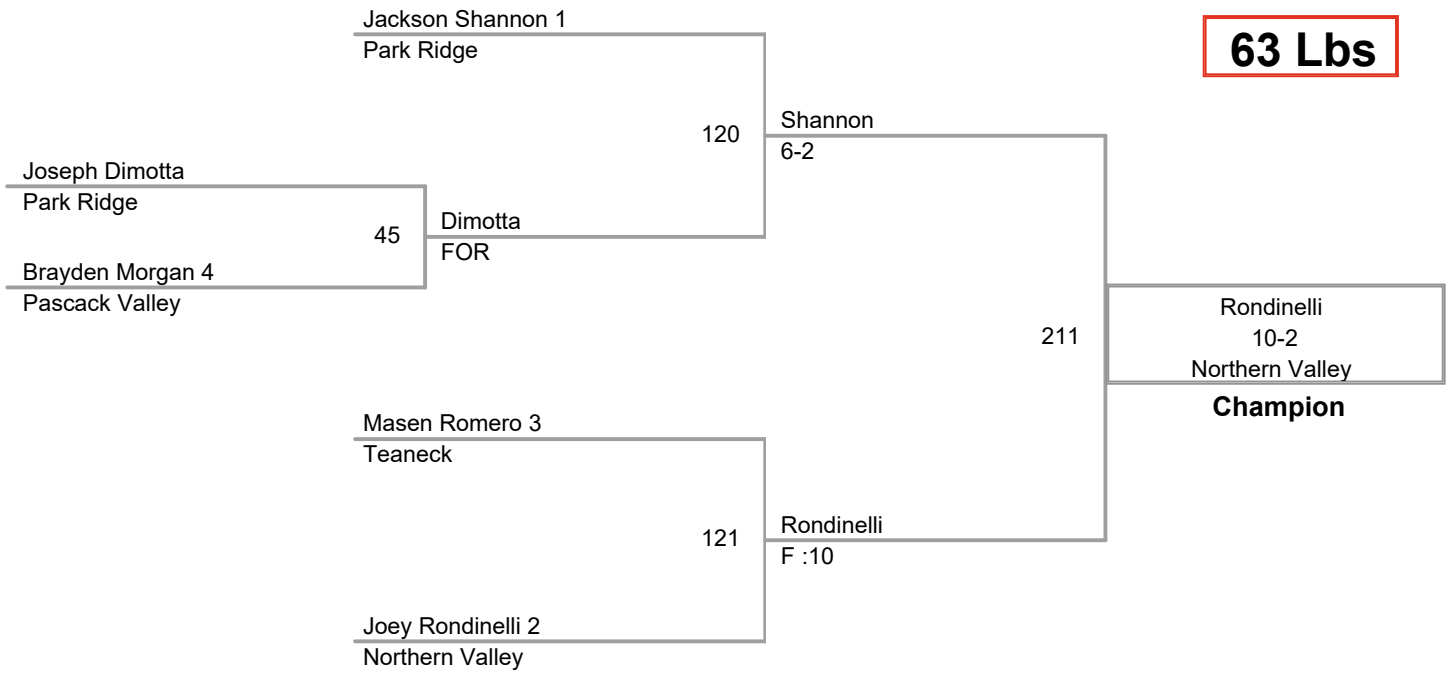 Jackson Shannon 1
Park Ridge
63 Lbs
120
Shannon
6-2
Joseph Dimotta
Park Ridge
45
Dimotta
FOR
Brayden Morgan 4
Pascack Valley
211
Rondinelli
10-2
Northern Valley
Champion
Masen Romero 3
Teaneck
121
Rondinelli
F :10
Joey Rondinelli 2
Northern Valley